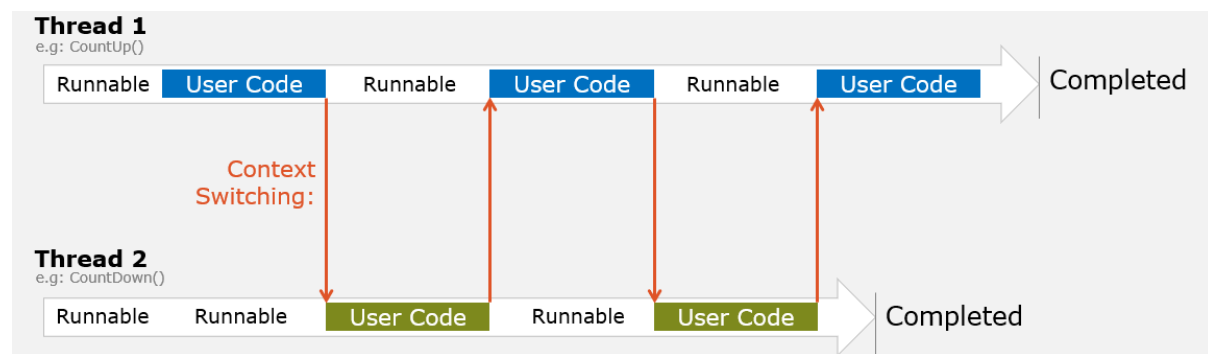 Thread 1
e.g: CountUp()
Runnable User Code Runnable User Code Runnable User Code Completed
Context
Switching:
Thread 2
e.g: CountDown()
Runnable Runnable User Code Runnable User Code Completed